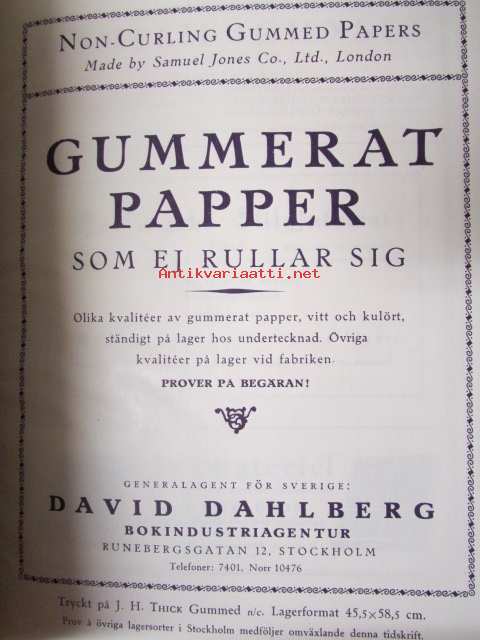 NON-CURLING GUMMED PAPERS
Made by Samuel Jones Co., Ltd., London
GUMMERAT
PAPPER
SOM EJ RULLAR SIG
Antikvariaatti.net
Olika kvalitéer av gummerat papper, vitt och kulört,
ständigt på lager hos undertecknad. Övriga
kvalitéer på lager vid fabriken.
PROVER PA BEGÄRAN!
GENERALAGENT FÖR SVERIGE:
DAVID DAHLBERG
BOKINDUSTRIAGENTUR
RUNEBERGSGATAN 12, STOCKHOLM
Telefoner: 7401, Norr 10476
Tryckt på J. H. THICK Gummed n/c. Lagerformat 45,5×58,5 cm.
Prov å övriga lagersorter i Stockholm medföljer omväxlande denna tidskrift.